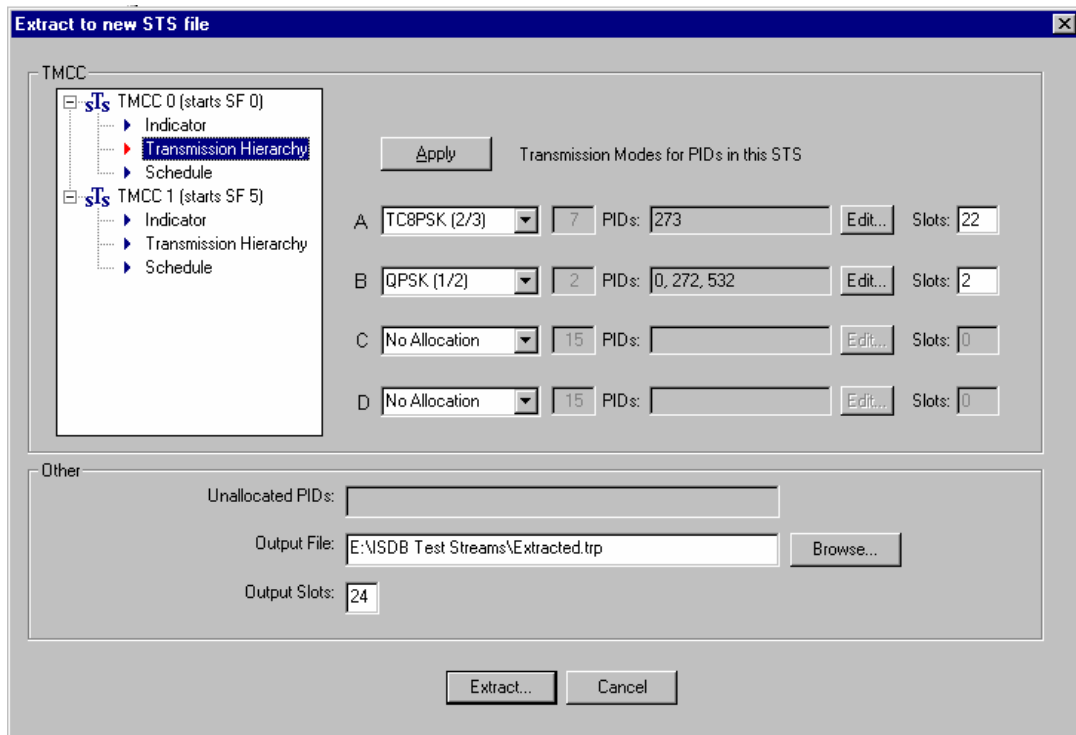 Extract to new STS file
TMCC
sTs TMCC 0 (starts SF 0)
Indicator
Transmission Hierarchy
Schedule
sTs TMCC 1 (starts SF 5)
Indicator
Transmission Hierarchy
Schedule
Apply Transmission Modes for PIDs in this STS
A TC8PSK (2/3) 7 PIDs: 273 Edit... Slots: 22
B QPSK (1/2) 2 PIDs: 0, 272, 532 Edit... Slots: 2
C No Allocation 15 PIDs: Edit... Slots: 0
D No Allocation 15 PIDs: Edit... Slots: 0
Other
Unallocated PIDs:
Output File: E:\ISDB Test Streams\Extracted.trp Browse...
Output Slots: 24
Extract... Cancel